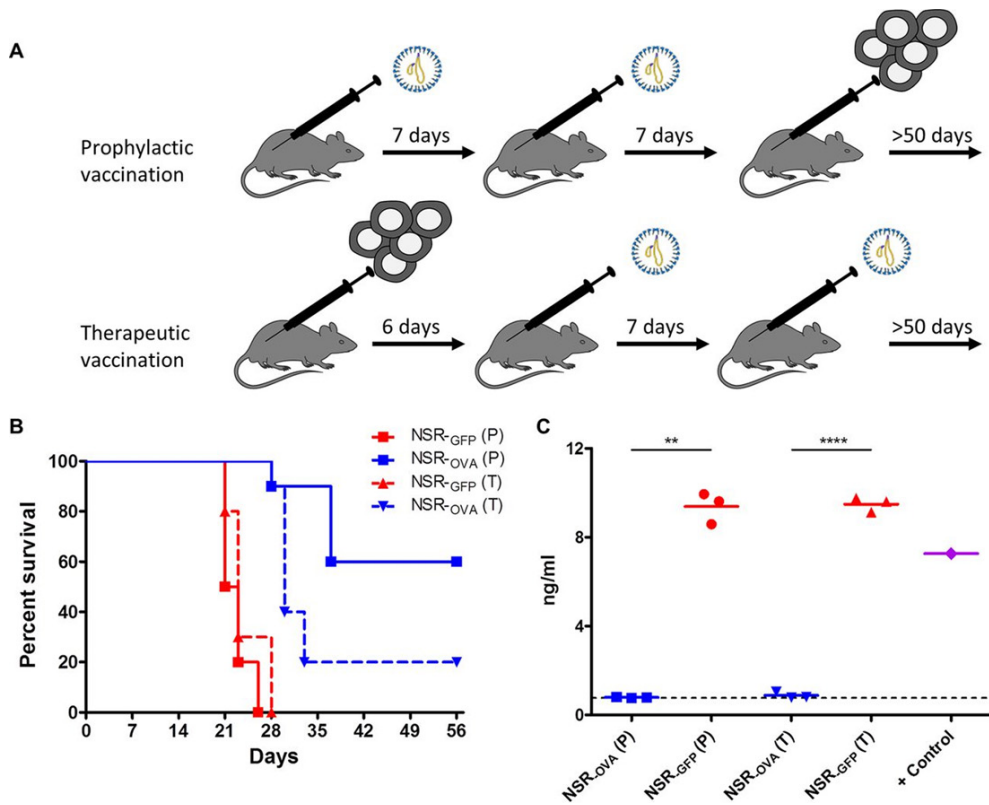 A
Prophylactic
vaccination
7 days
7 days
>50 days
Therapeutic
vaccination
6 days
7 days
>50 days
B
NSR-GFP (P)
NSR-OVA (P)
NSR-GFP (T)
NSR-OVA (T)
Percent survival
100
80
60
40
20
0
0 7 14 21 28 35 42 49 56
Days
C
** ****
ng/ml
12
8
4
0
NSR-OVA (P)
NSR-GFP (P)
NSR-OVA (T)
NSR-GFP (T)
+ Control